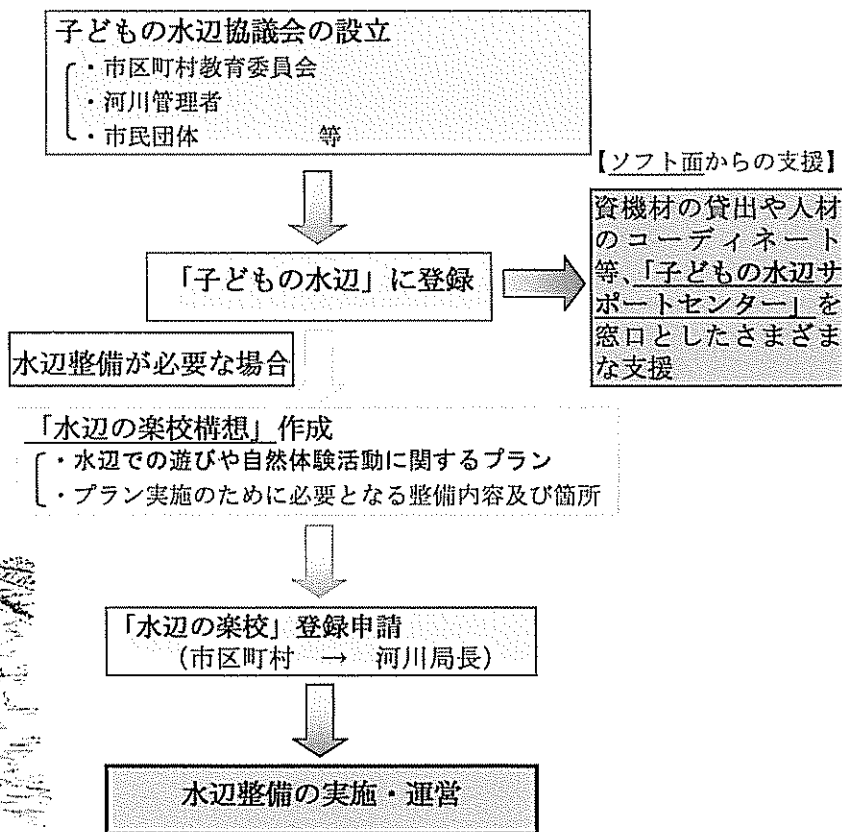 子どもの水辺協議会の設立
・市区町村教育委員会
・河川管理者
・市民団体　　　　　等
【ソフト面からの支援】
資機材の貸出や人材
のコーディネート
等、「子どもの水辺サ
ポートセンター」を
窓口としたさまざま
な支援
「子どもの水辺」に登録
水辺整備が必要な場合
「水辺の楽校構想」作成
・水辺での遊びや自然体験活動に関するプラン
・プラン実施のために必要となる整備内容及び箇所
「水辺の楽校」登録申請
（市区町村　→　河川局長）
水辺整備の実施・運営